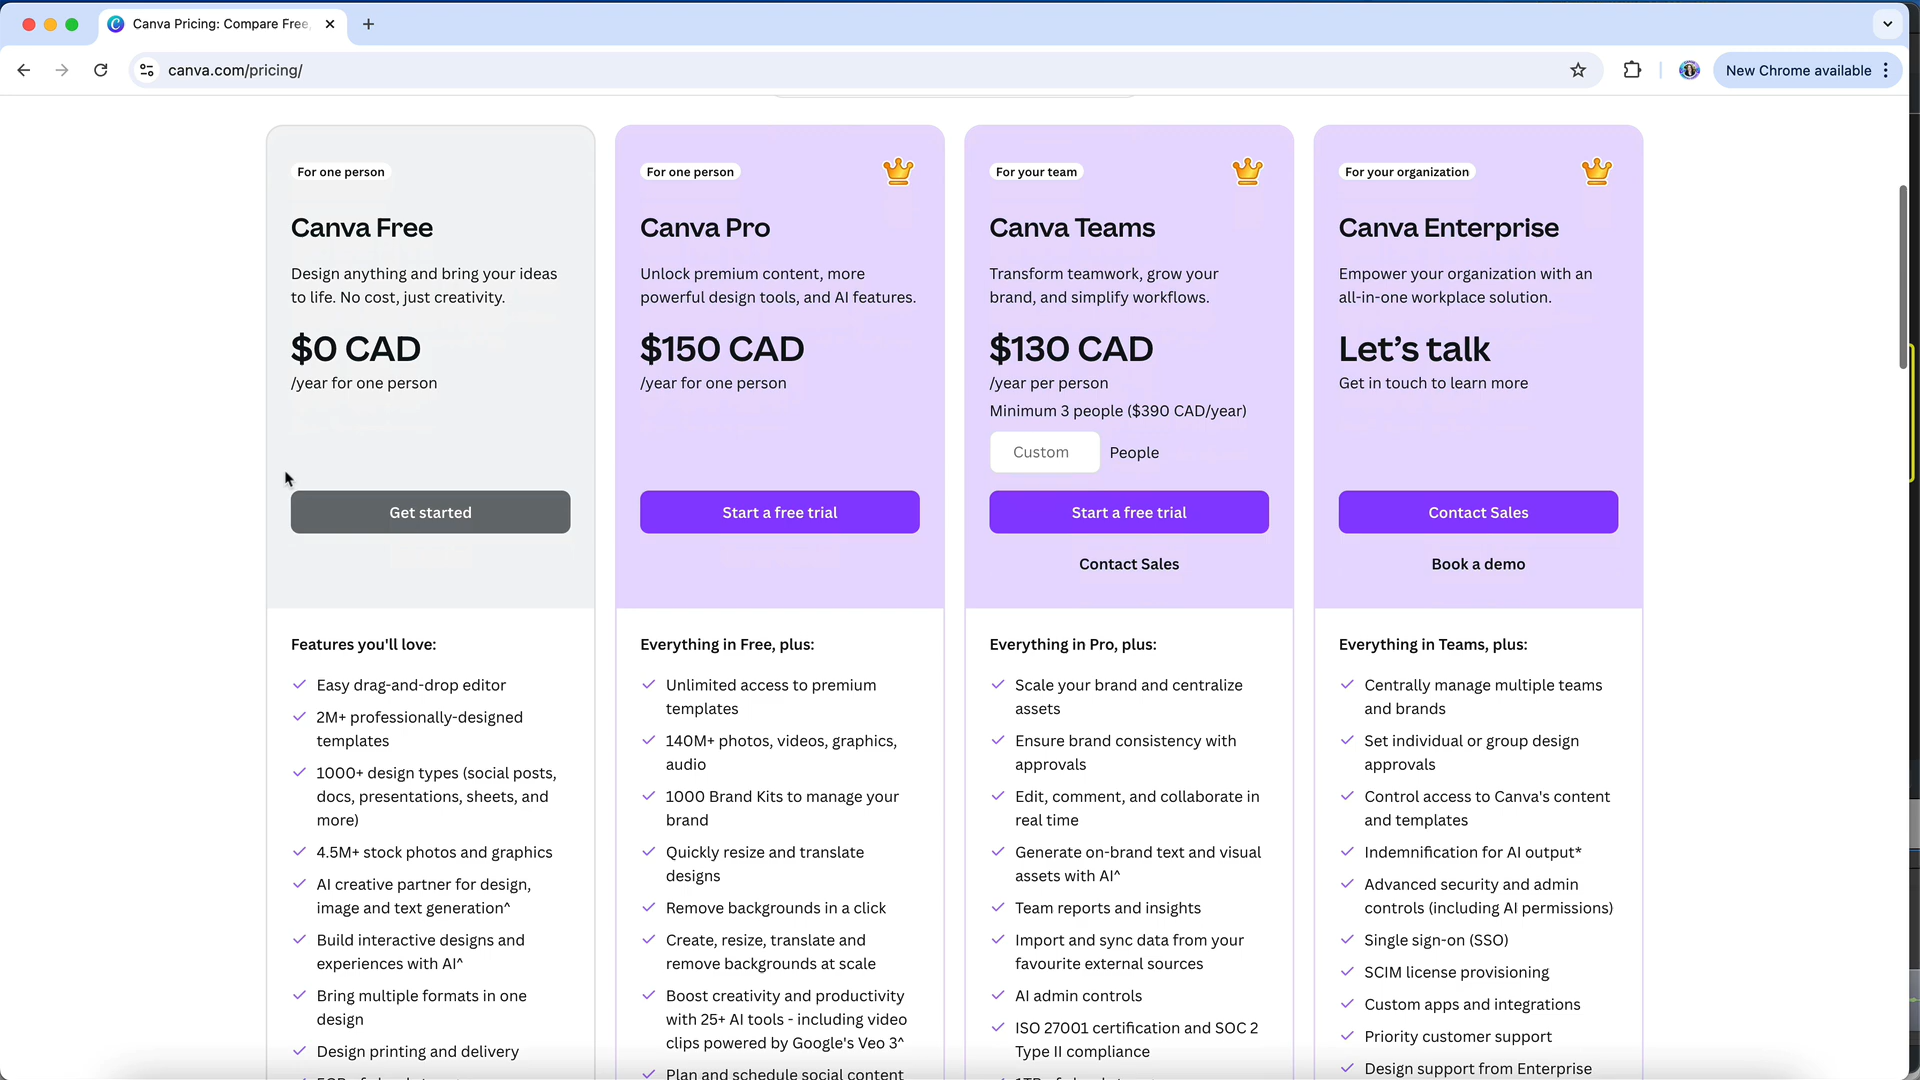 Canva Pricing: Compare Free,
canva.com/pricing/
New Chrome available
For one person
Canva Free
Design anything and bring your ideas
to life. No cost, just creativity.
$0 CAD
/year for one person
Get started
Features you'll love:
Easy drag-and-drop editor
2M+ professionally-designed
templates
1000+ design types (social posts,
docs, presentations, sheets, and
more)
4.5M+ stock photos and graphics
AI creative partner for design,
image and text generation^
Build interactive designs and
experiences with AI^
Bring multiple formats in one
design
Design printing and delivery
For one person
Canva Pro
Unlock premium content, more
powerful design tools, and AI features.
$150 CAD
/year for one person
Start a free trial
Everything in Free, plus:
Unlimited access to premium
templates
140M+ photos, videos, graphics,
audio
1000 Brand Kits to manage your
brand
Quickly resize and translate
designs
Remove backgrounds in a click
Create, resize, translate and
remove backgrounds at scale
Boost creativity and productivity
with 25+ AI tools - including video
clips powered by Google's Veo 3^
Plan and schedule social content
For your team
Canva Teams
Transform teamwork, grow your
brand, and simplify workflows.
$130 CAD
/year per person
Minimum 3 people ($390 CAD/year)
Custom People
Start a free trial
Contact Sales
Everything in Pro, plus:
Scale your brand and centralize
assets
Ensure brand consistency with
approvals
Edit, comment, and collaborate in
real time
Generate on-brand text and visual
assets with AI^
Team reports and insights
Import and sync data from your
favourite external sources
AI admin controls
ISO 27001 certification and SOC 2
Type II compliance
For your organization
Canva Enterprise
Empower your organization with an
all-in-one workplace solution.
Let’s talk
Get in touch to learn more
Contact Sales
Book a demo
Everything in Teams, plus:
Centrally manage multiple teams
and brands
Set individual or group design
approvals
Control access to Canva's content
and templates
Indemnification for AI output*
Advanced security and admin
controls (including AI permissions)
Single sign-on (SSO)
SCIM license provisioning
Custom apps and integrations
Priority customer support
Design support from Enterprise